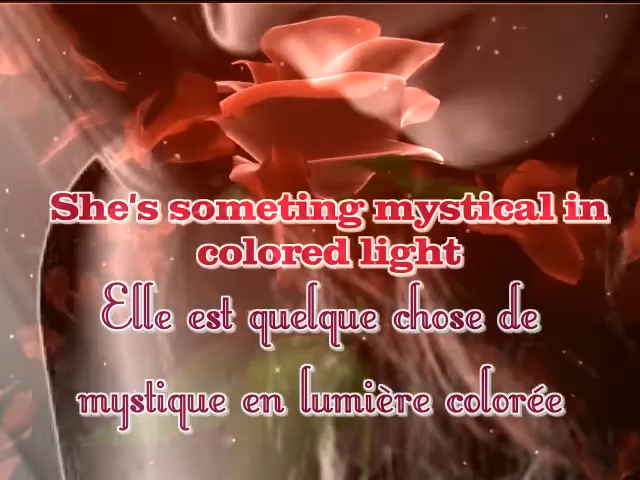 She's someting mystical in
colored light
Elle est quelque chose de
mystique en lumière colorée